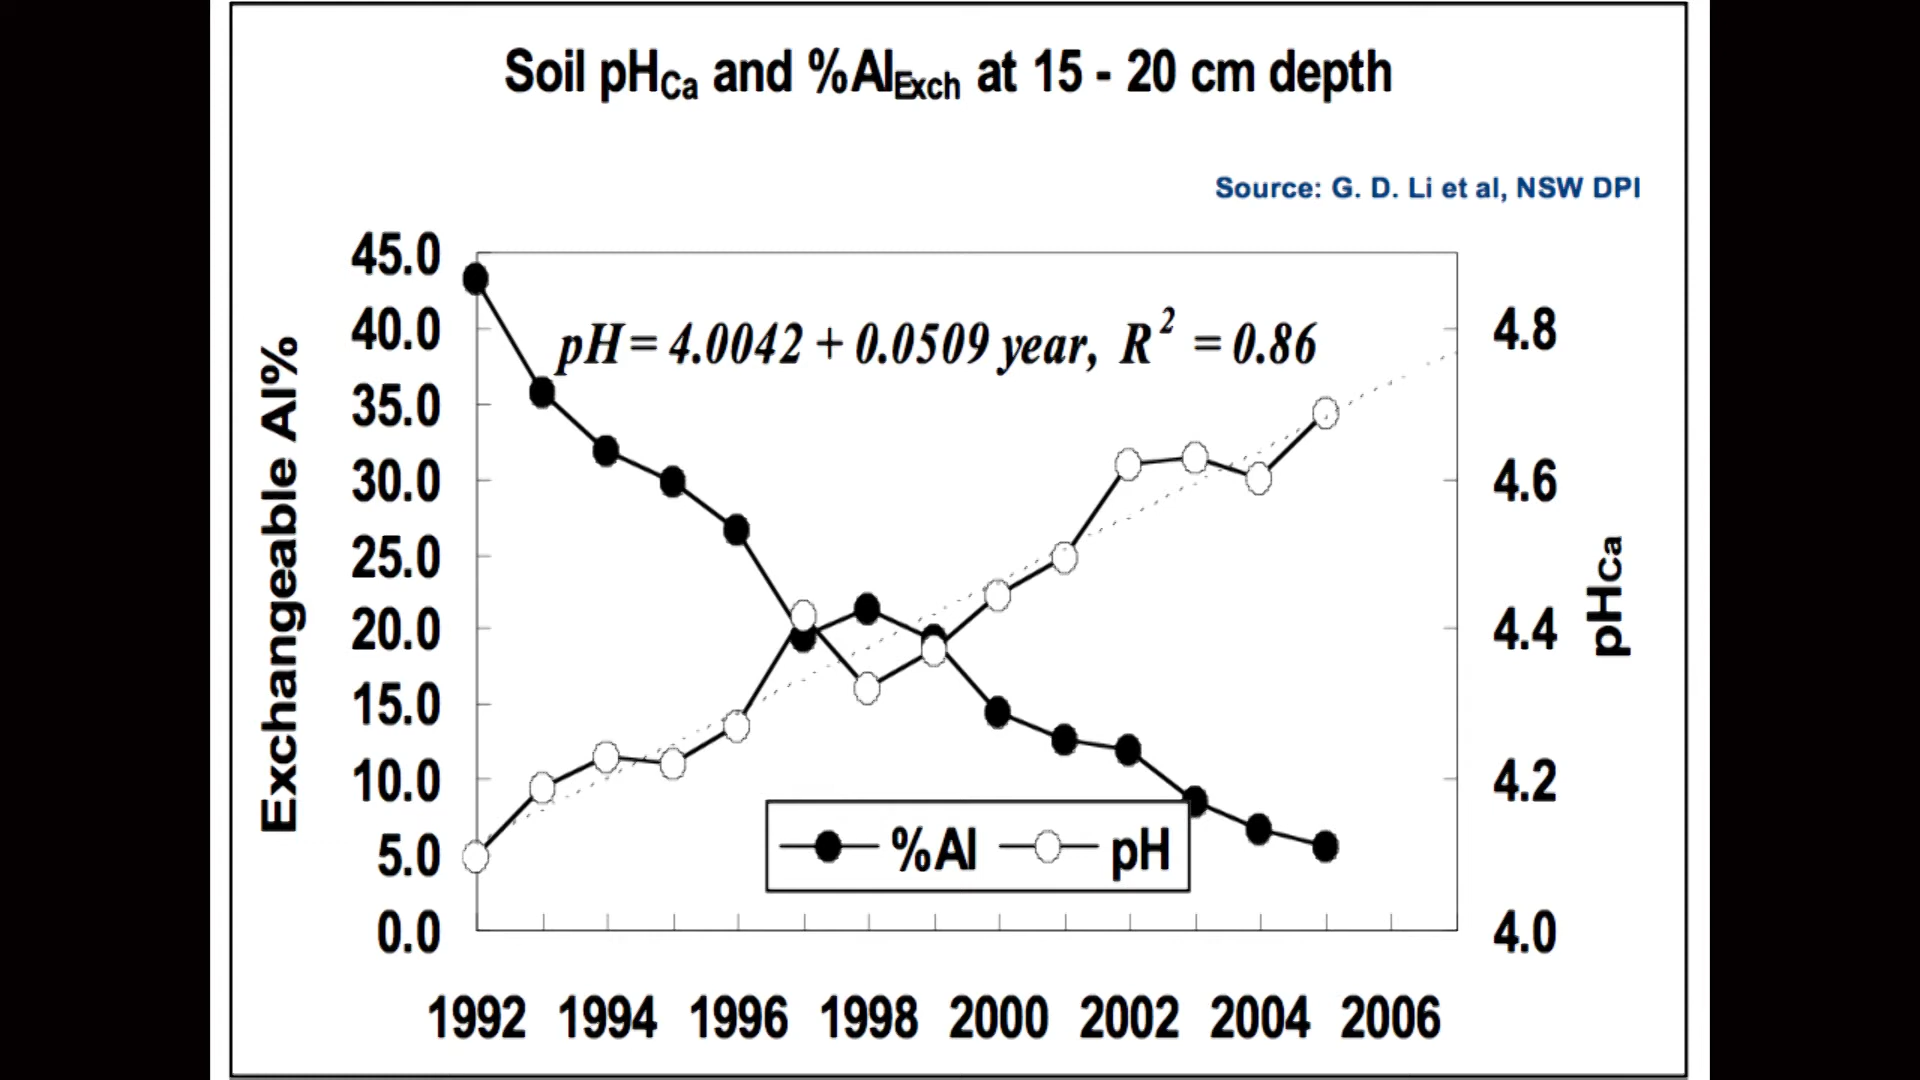 Soil pHCa and %AlExch at 15 - 20 cm depth
Source: G. D. Li et al, NSW DPI
45.0
40.0
35.0
30.0
25.0
20.0
15.0
10.0
5.0
0.0
Exchangeable Al%
pH = 4.0042 + 0.0509 year, R² = 0.86
4.8
4.6
4.4
4.2
4.0
pHCa
%Al pH
1992 1994 1996 1998 2000 2002 2004 2006